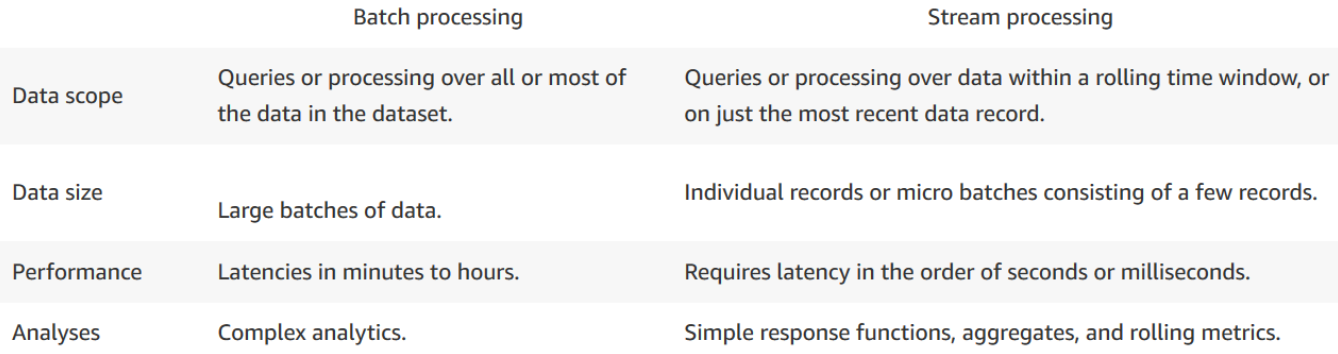 Batch processing Stream processing
Data scope
Queries or processing over all or most of
the data in the dataset.
Queries or processing over data within a rolling time window, or
on just the most recent data record.
Data size
Large batches of data.
Individual records or micro batches consisting of a few records.
Performance
Latencies in minutes to hours.
Requires latency in the order of seconds or milliseconds.
Analyses
Complex analytics.
Simple response functions, aggregates, and rolling metrics.